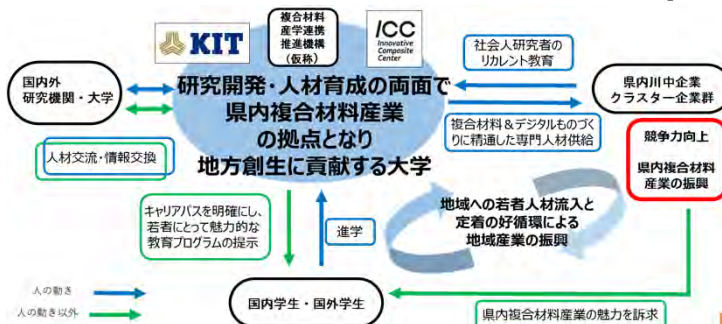 KIT
複合材料
産学連携
推進機構
(仮称)
ICC
Innovative
Composite
Center
社会人研究者の
リカレント教育
国内外
研究機関・大学
研究開発・人材育成の両面で
県内複合材料産業
の拠点となり
地方創生に貢献する大学
県内川中企業
クラスター企業群
複合材料&デジタルものづく
りに精通した専門人材供給
人材交流・情報交換
競争力向上
県内複合材料
産業の振興
キャリアパスを明確にし、
若者にとって魅力的な
教育プログラムの提示
進学
地域への若者人材流入と
定着の好循環による
地域産業の振興
人の動き
人の動き以外
国内学生・国外学生
県内複合材料産業の魅力を訴求